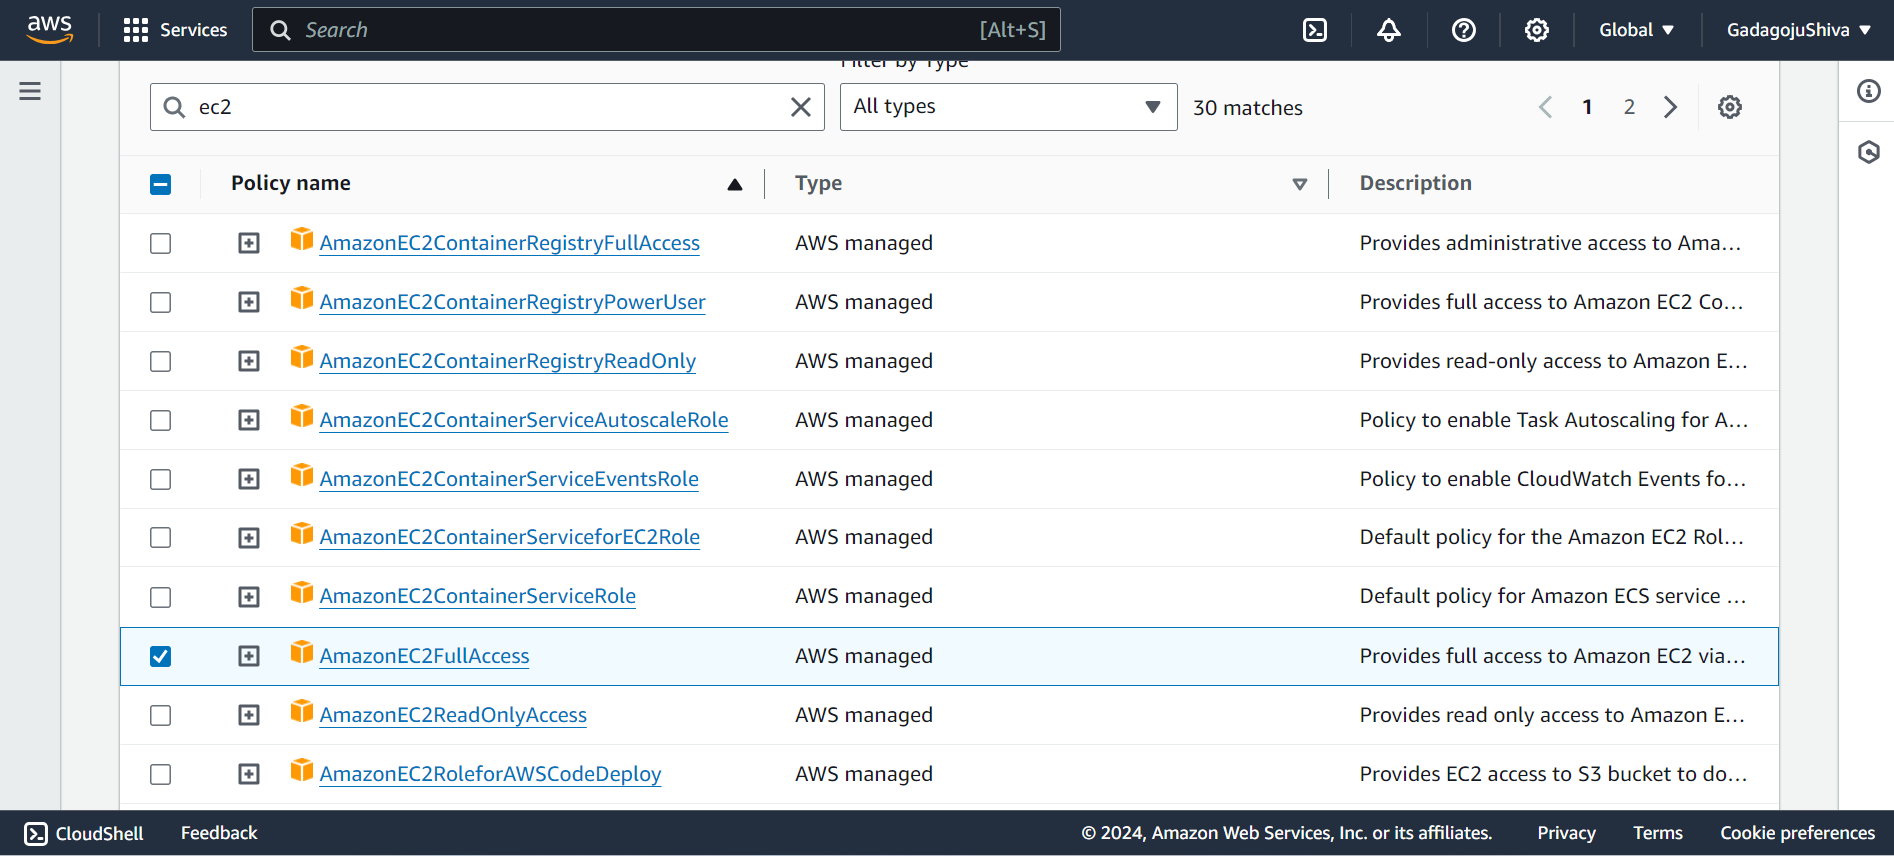 aws Services Search [Alt+S] Global ▼ GadagojuShiva ▼
Filter by Type
ec2 All types 30 matches 1 2
Policy name Type Description
AmazonEC2ContainerRegistryFullAccess AWS managed Provides administrative access to Ama…
AmazonEC2ContainerRegistryPowerUser AWS managed Provides full access to Amazon EC2 Co…
AmazonEC2ContainerRegistryReadOnly AWS managed Provides read-only access to Amazon E…
AmazonEC2ContainerServiceAutoscaleRole AWS managed Policy to enable Task Autoscaling for A…
AmazonEC2ContainerServiceEventsRole AWS managed Policy to enable CloudWatch Events fo…
AmazonEC2ContainerServiceforEC2Role AWS managed Default policy for the Amazon EC2 Rol…
AmazonEC2ContainerServiceRole AWS managed Default policy for Amazon ECS service …
AmazonEC2FullAccess AWS managed Provides full access to Amazon EC2 via…
AmazonEC2ReadOnlyAccess AWS managed Provides read only access to Amazon E…
AmazonEC2RoleforAWSCodeDeploy AWS managed Provides EC2 access to S3 bucket to do…
CloudShell Feedback © 2024, Amazon Web Services, Inc. or its affiliates. Privacy Terms Cookie preferences